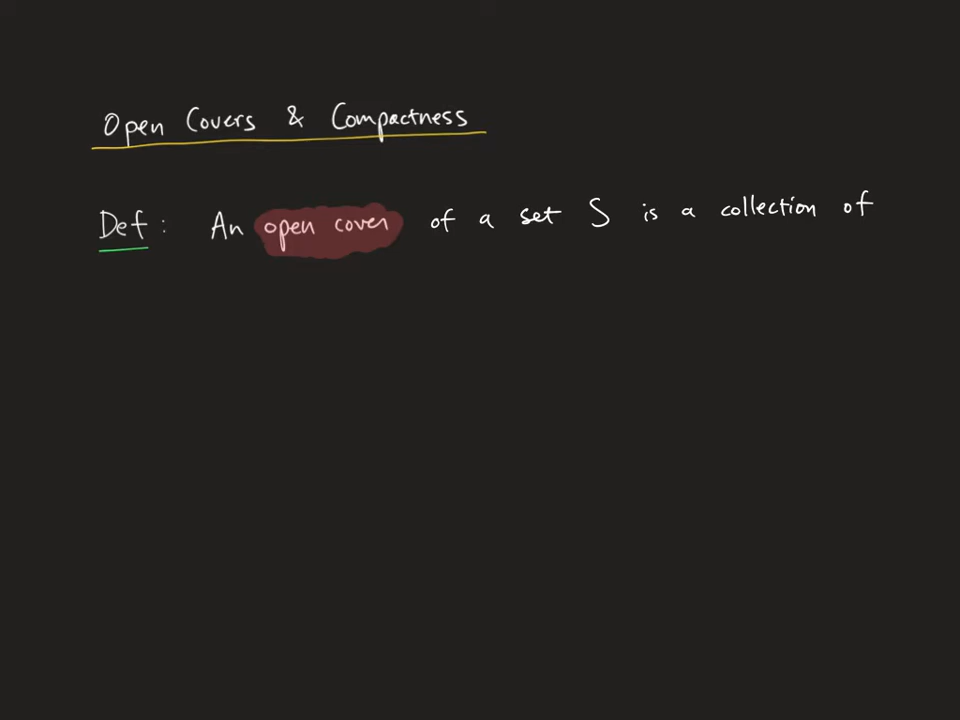 Open Covers & Compactness
Def: An open cover of a set S is a collection of